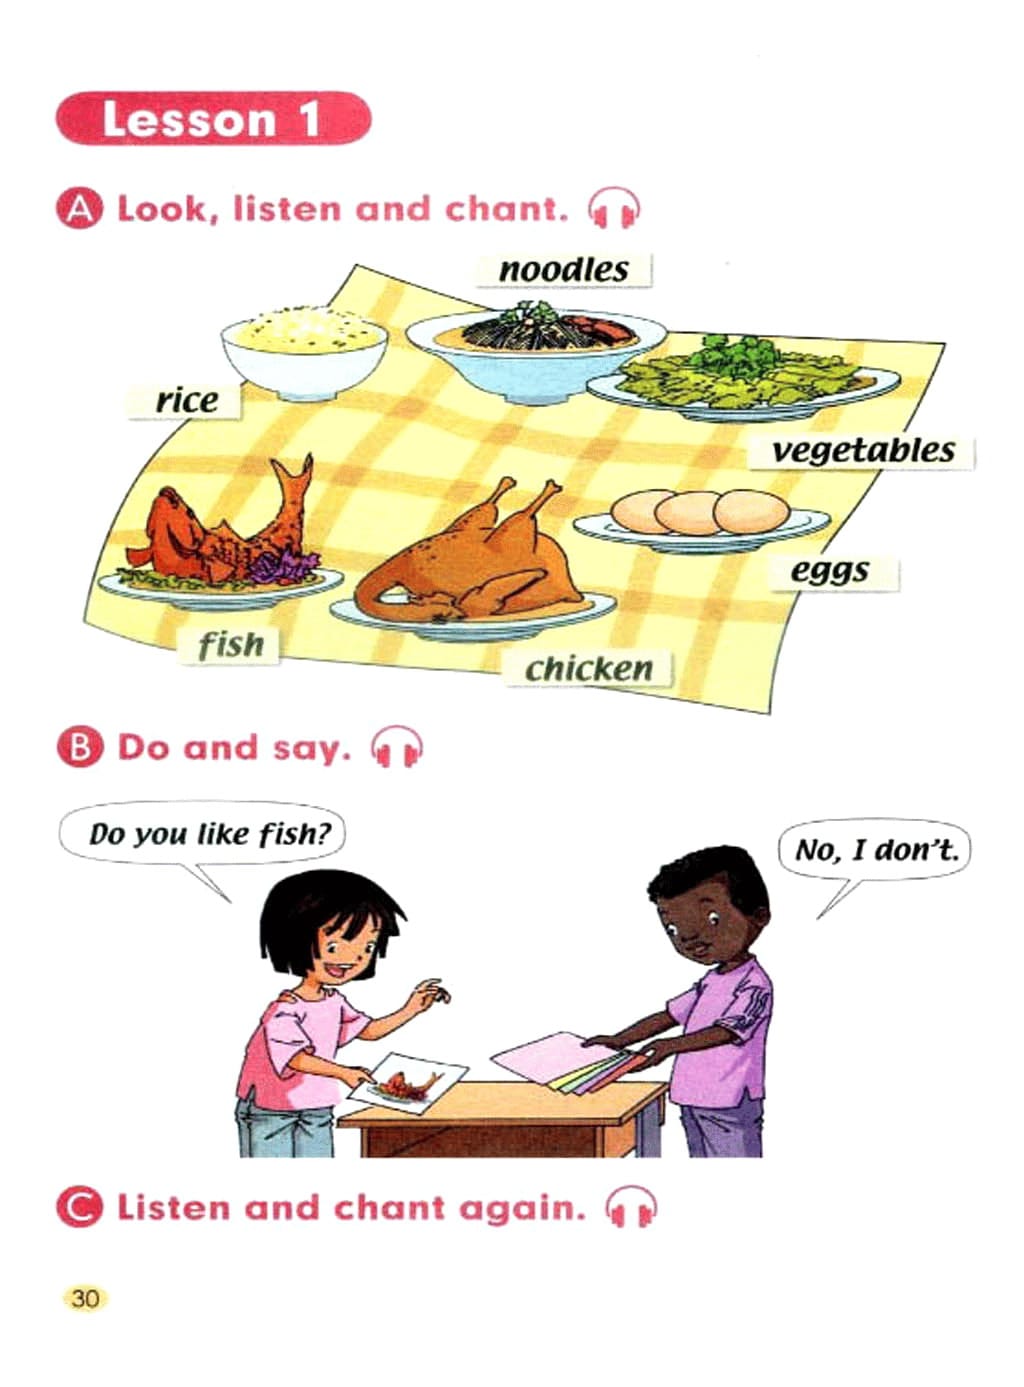 Lesson 1
A Look, listen and chant.
noodles
rice
vegetables
eggs
fish
chicken
B Do and say.
Do you like fish?
No, I don't.
C Listen and chant again.
30